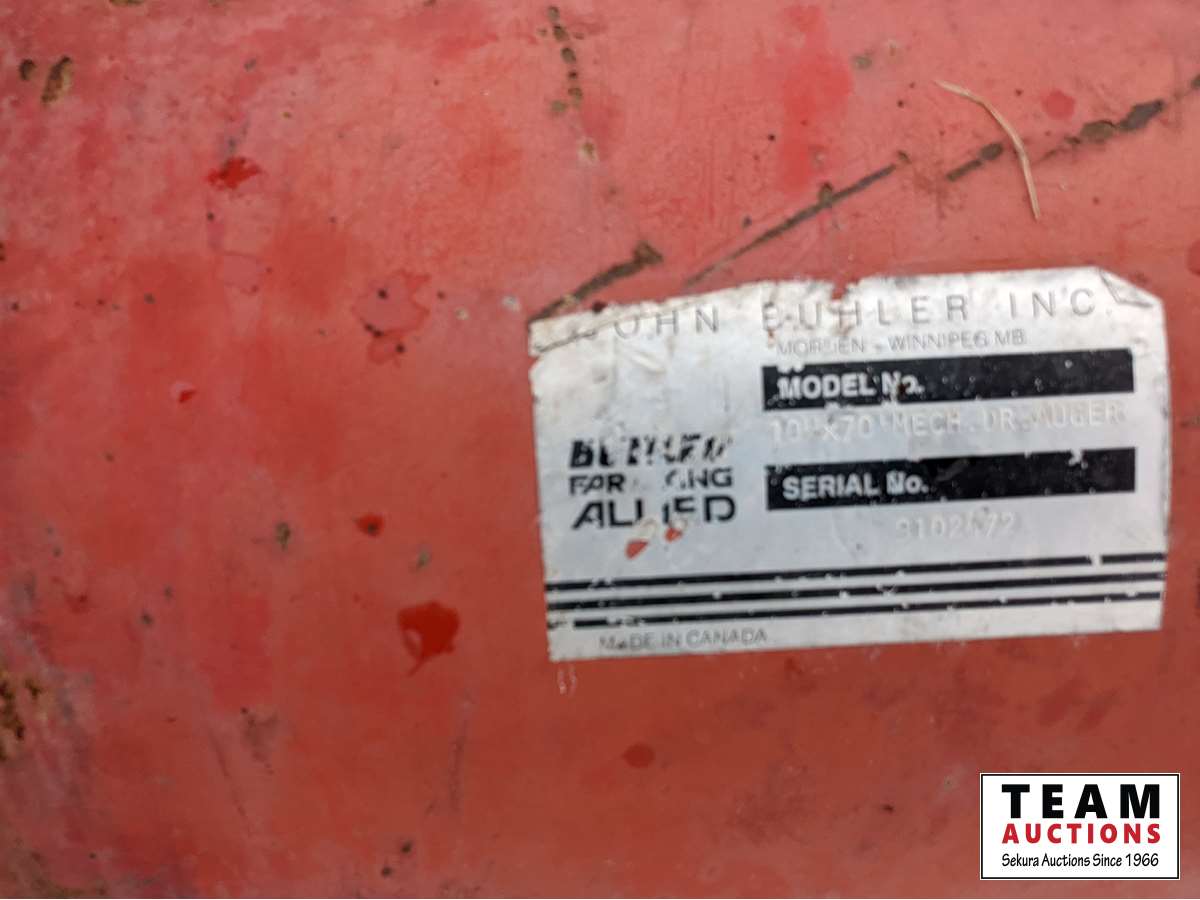 JOHN BUHLER INC.
MORDEN - WINNIPEG MB
MODEL No.
10"X70' MECH. DR. AUGER
FARMKING
ALLIED
SERIAL No.
MADE IN CANADA
TEAM
AUCTIONS
Sekura Auctions Since 1966